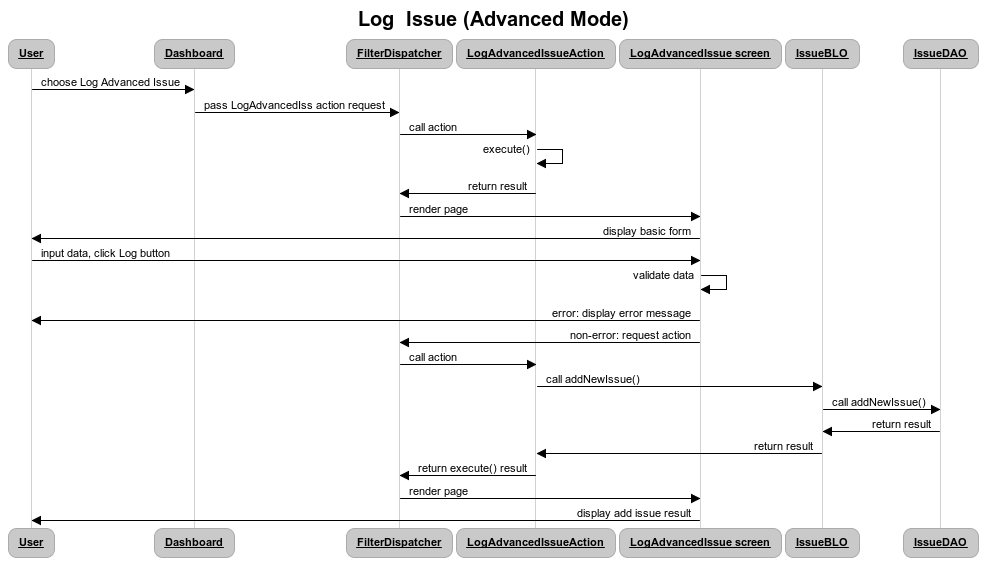 Log  Issue (Advanced Mode)
User
Dashboard
FilterDispatcher
LogAdvancedIssueAction
LogAdvancedIssue screen
IssueBLO
IssueDAO
choose Log Advanced Issue
pass LogAdvancedIss action request
call action
execute()
return result
render page
display basic form
input data, click Log button
validate data
error: display error message
non-error: request action
call action
call addNewIssue()
call addNewIssue()
return result
return result
return execute() result
render page
display add issue result
User
Dashboard
FilterDispatcher
LogAdvancedIssueAction
LogAdvancedIssue screen
IssueBLO
IssueDAO